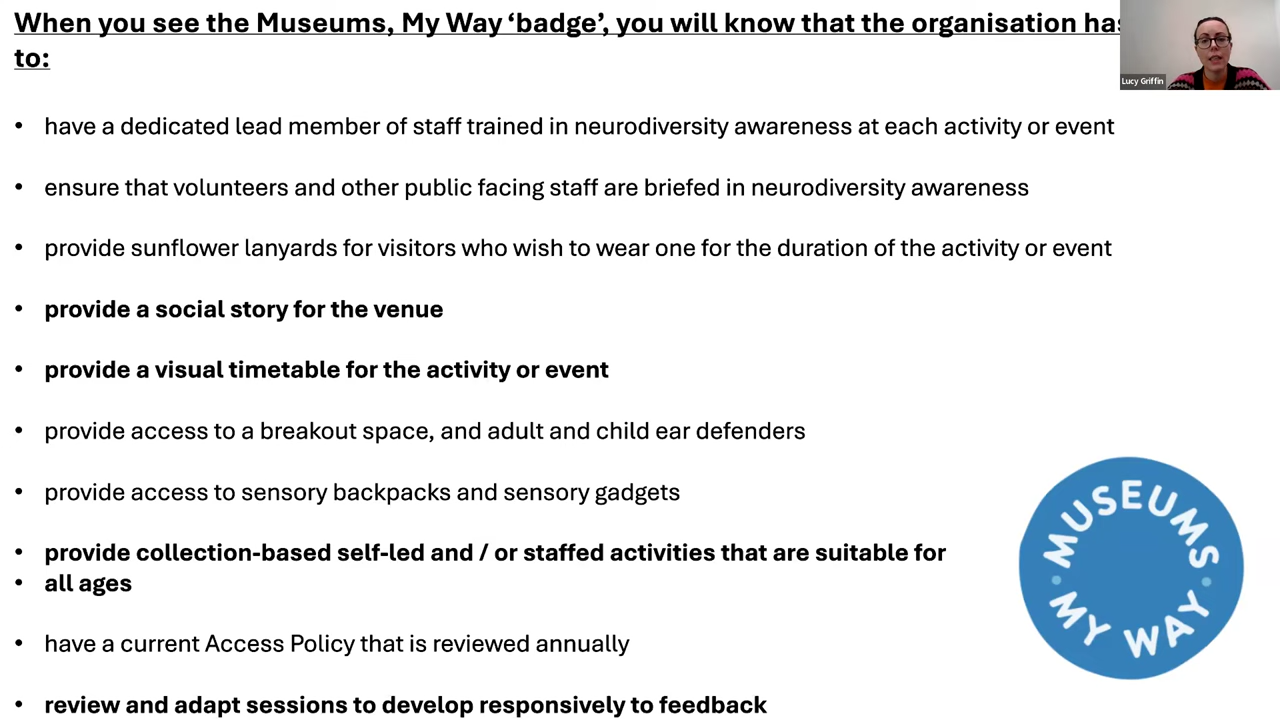 When you see the Museums, My Way ‘badge’, you will know that the organisation has
to:
Lucy Griffin
• have a dedicated lead member of staff trained in neurodiversity awareness at each activity or event
• ensure that volunteers and other public facing staff are briefed in neurodiversity awareness
• provide sunflower lanyards for visitors who wish to wear one for the duration of the activity or event
• provide a social story for the venue
• provide a visual timetable for the activity or event
• provide access to a breakout space, and adult and child ear defenders
• provide access to sensory backpacks and sensory gadgets
• provide collection-based self-led and / or staffed activities that are suitable for
• all ages
• have a current Access Policy that is reviewed annually
• review and adapt sessions to develop responsively to feedback
MUSEUMS
MY WAY